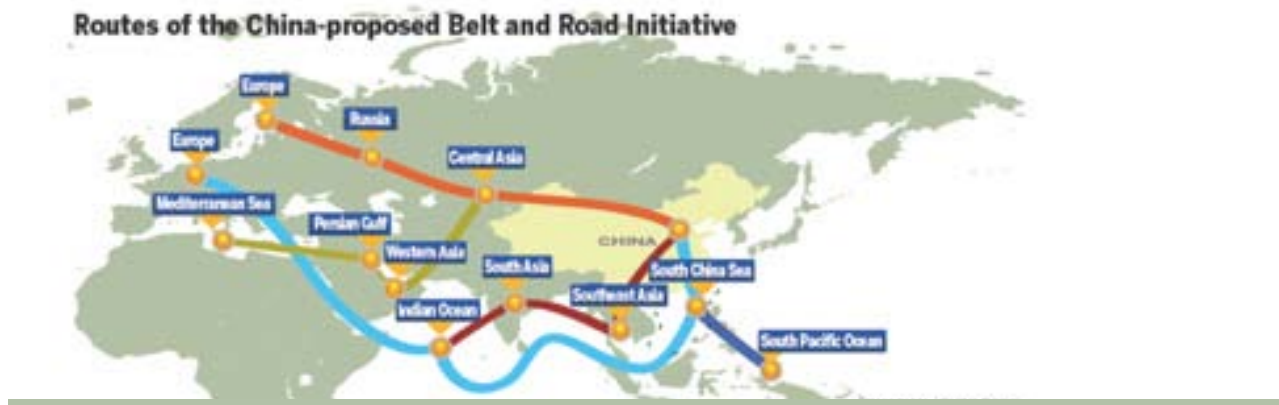 Routes of the China-proposed Belt and Road Initiative
Europe
Russia
Europe
Central Asia
Mediterranean Sea
Persian Gulf
CHINA
Western Asia
South Asia
South China Sea
Southeast Asia
Indian Ocean
South Pacific Ocean